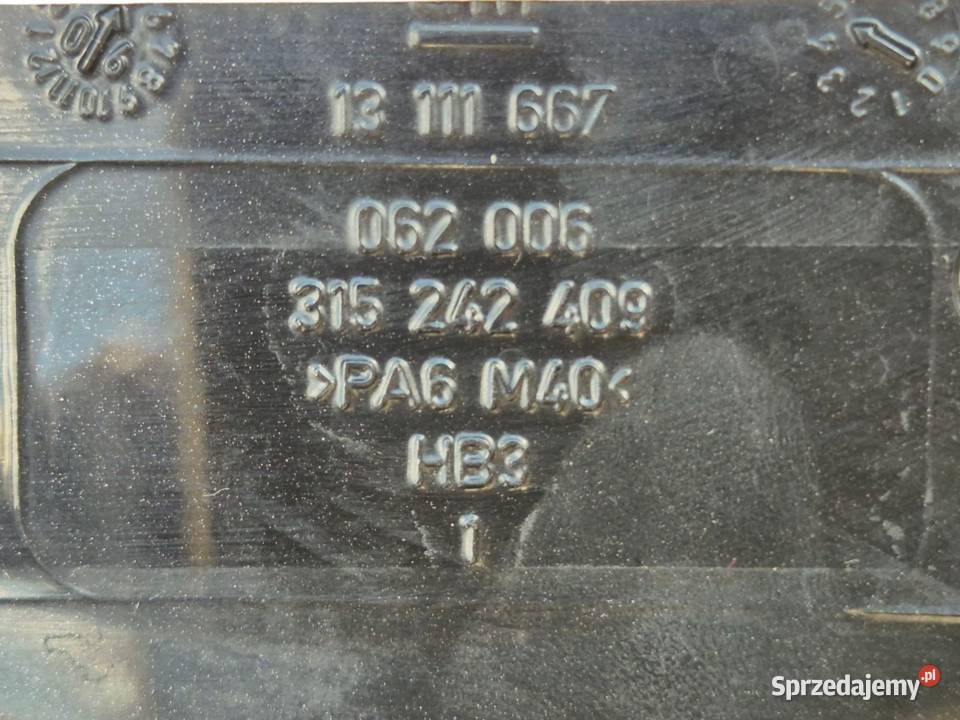 13 111 667
062 006
315 242 409
>PA6 M40<
HB3
1
Sprzedajemy.pl